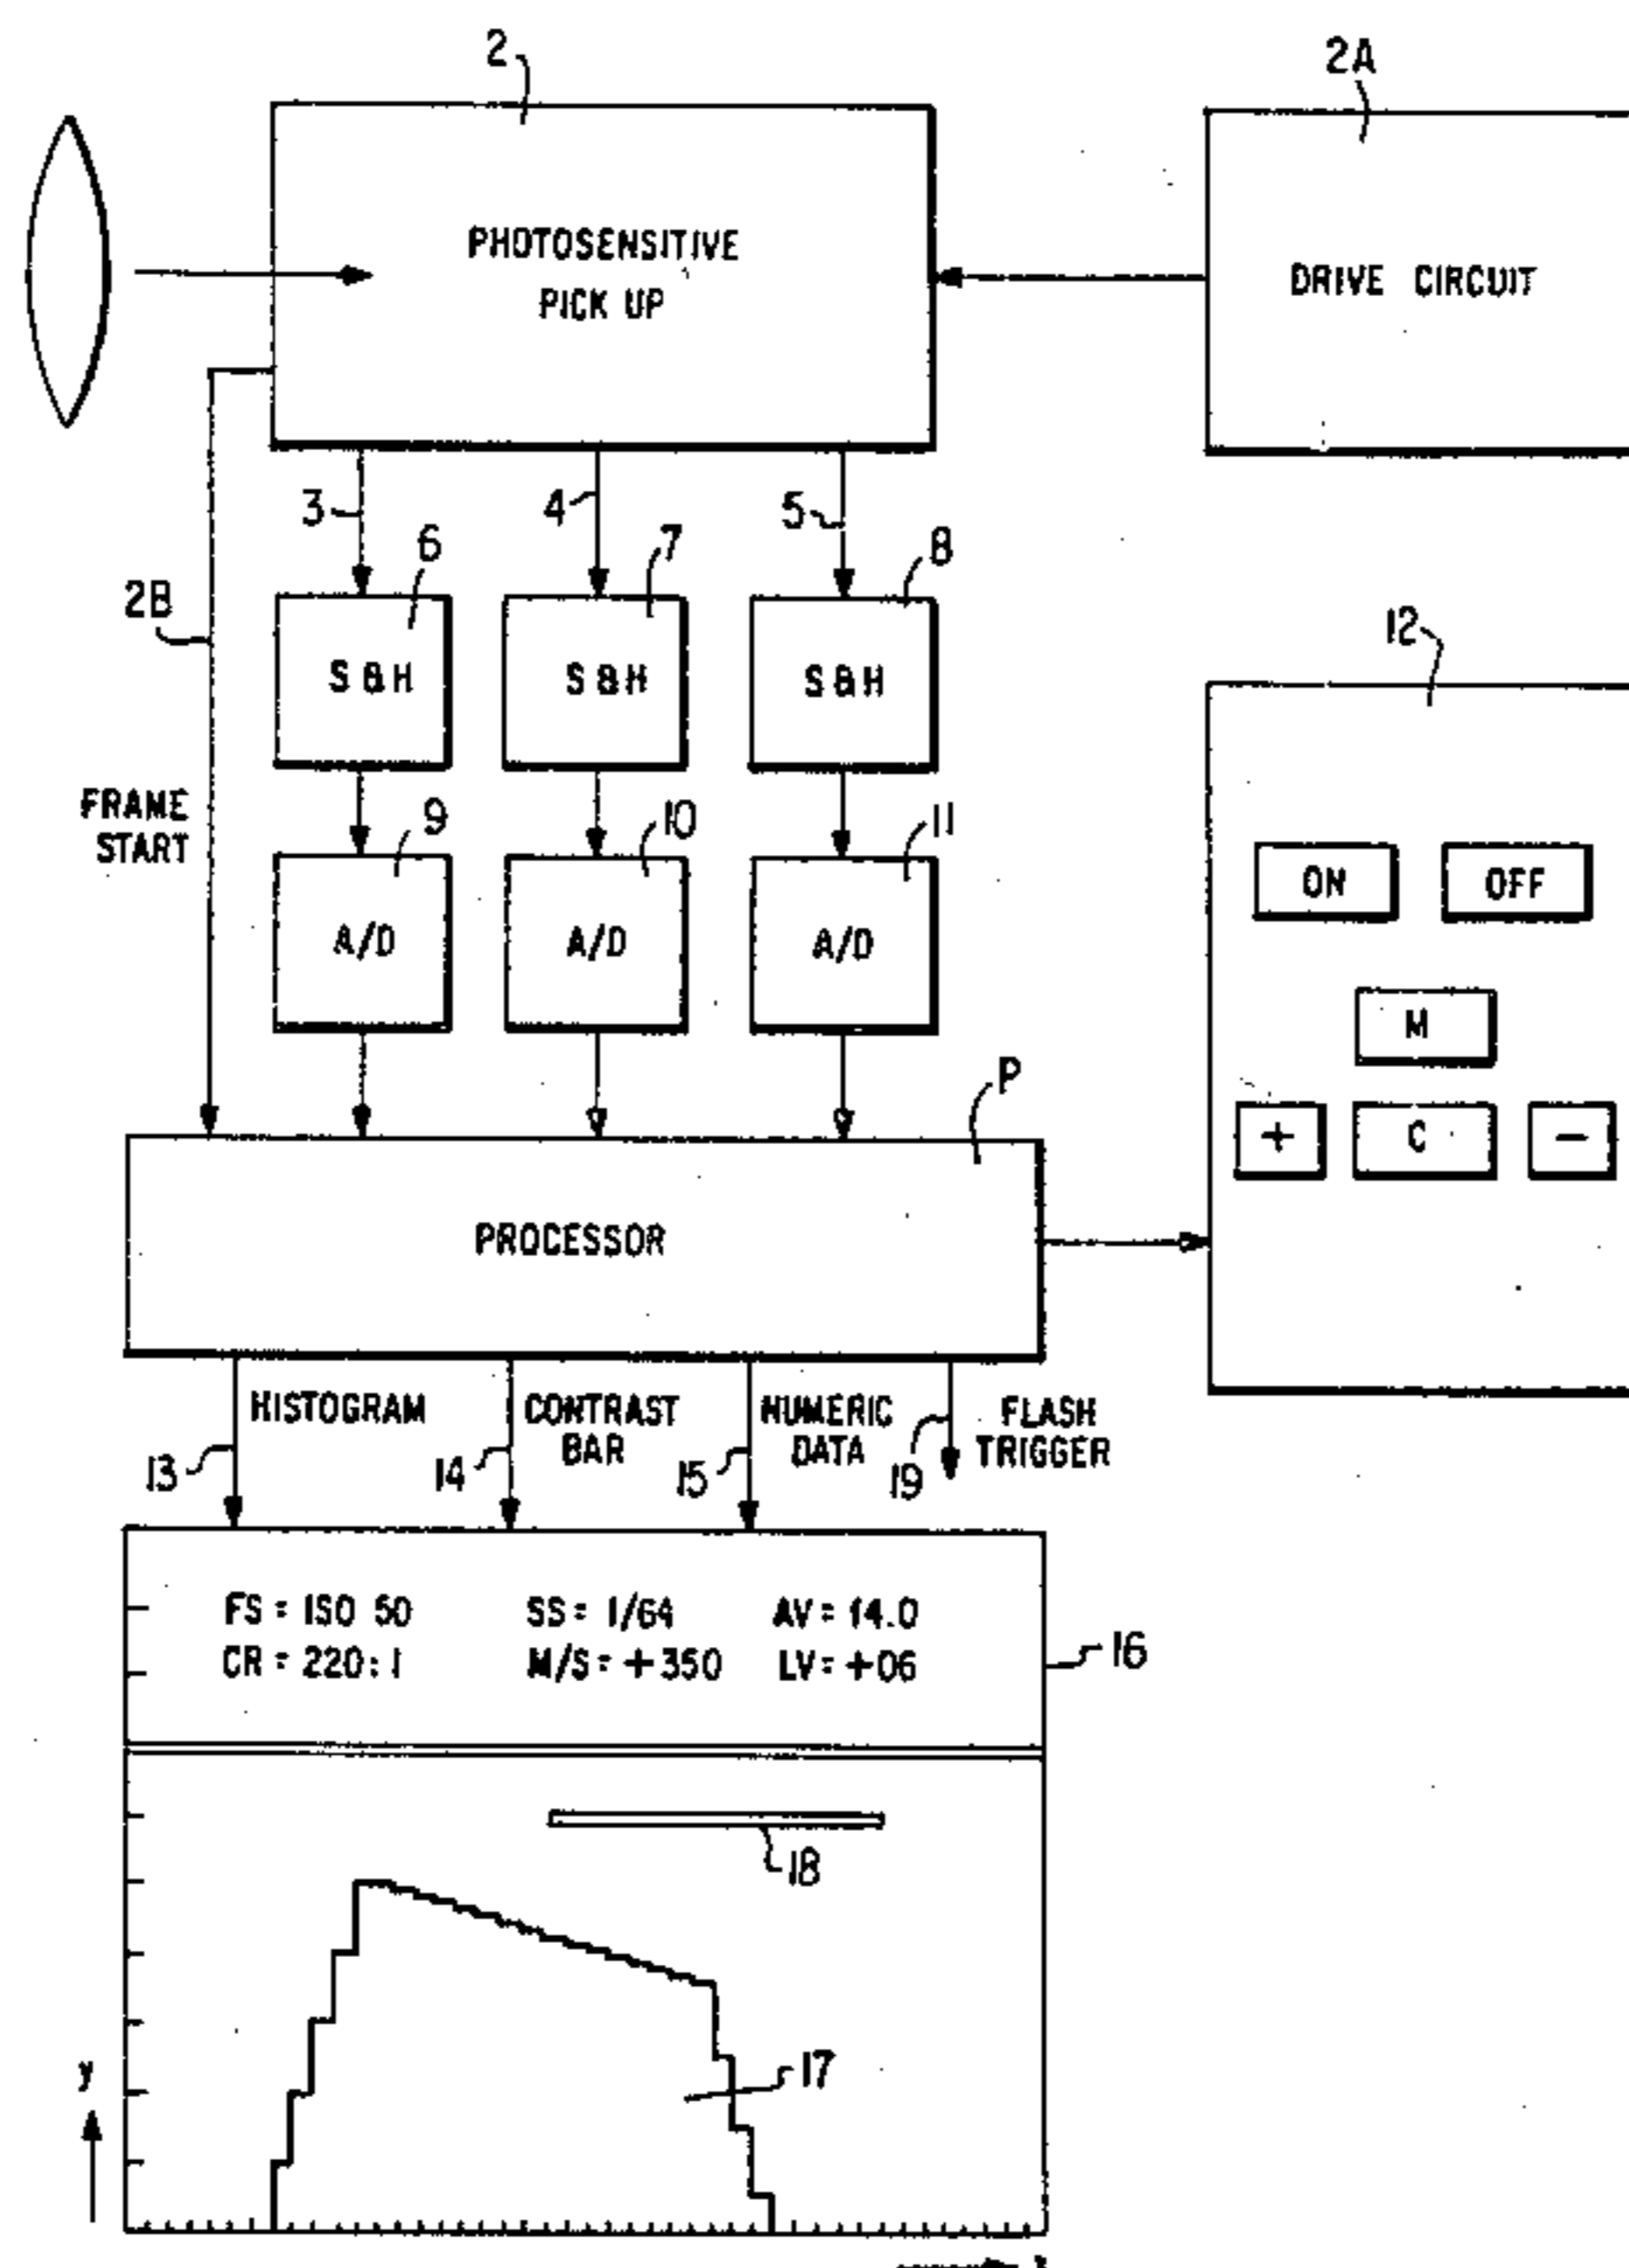 2
2A
PHOTOSENSITIVE
PICK UP
DRIVE CIRCUIT
3
4
5
6
7
8
2B
12
S&H
S&H
S&H
FRAME
START
9
10
11
ON
OFF
A/D
A/D
A/D
M
P
+
C
-
PROCESSOR
HISTOGRAM
CONTRAST
BAR
NUMERIC
DATA
FLASH
TRIGGER
13
14
15
19
FS = ISO 50 SS = 1/64 AV = f4.0
CR = 220:1 M/S = +350 LV = +06
16
18
17
y